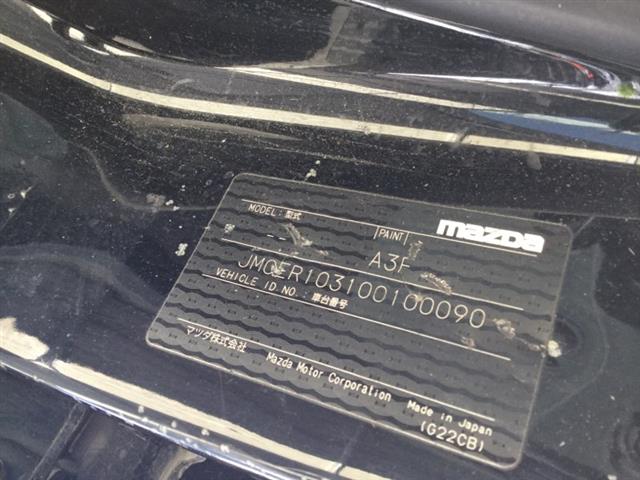 mazda
MODEL: 型式 PAINT
A3F
JM0ER103100100090
VEHICLE ID NO.: 車台番号
マツダ株式会社 Mazda Motor Corporation Made in Japan
(G22CB)